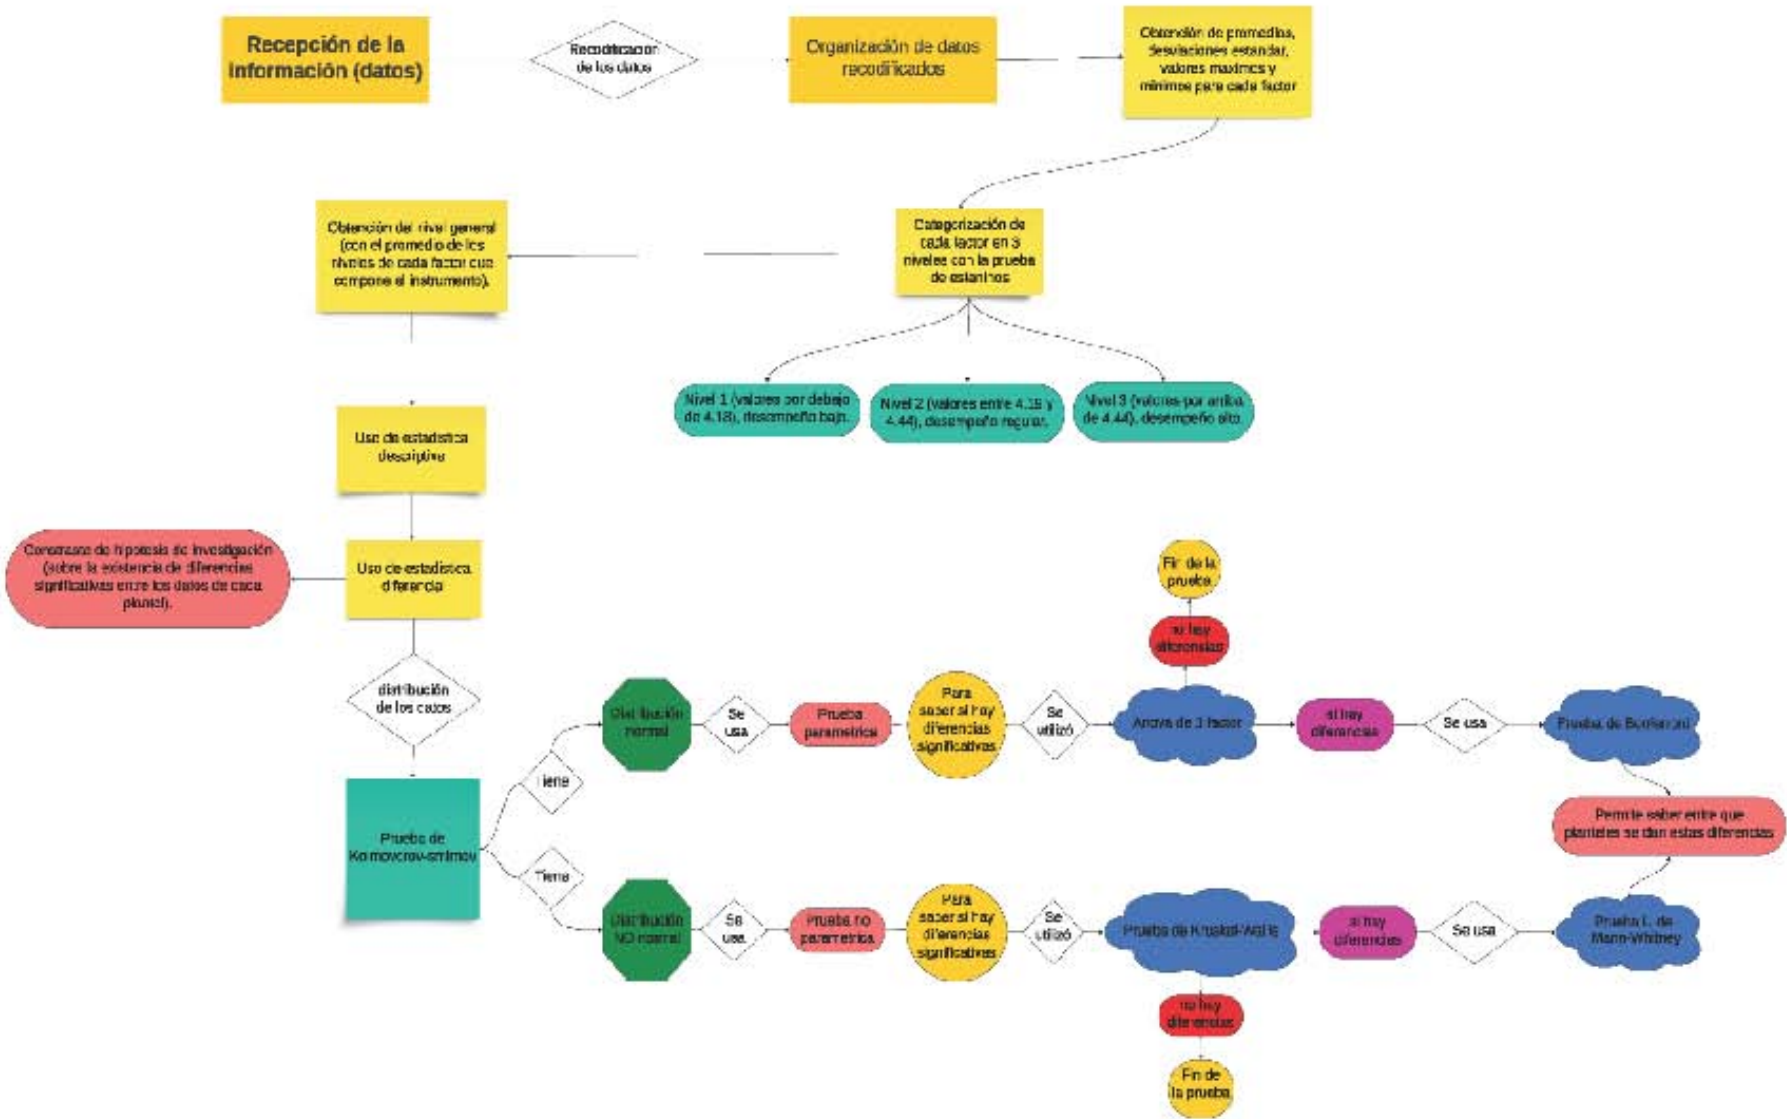 Recepción de la
información (datos)
Recodificación
de los datos
Organización de datos
recodificados
Obtención de promedios,
desviaciones estandar,
valores maximos y
minimos para cada factor
Obtención del nivel general
(con el promedio de los
niveles de cada factor que
compone el instrumento).
Categorización de
cada factor en 3
niveles con la prueba
de estaninos
Nivel 1 (valores por debajo
de 4.18), desempeño bajo.
Nivel 2 (valores entre 4.19 y
4.44), desempeño regular.
Nivel 3 (valores por arriba
de 4.44), desempeño alto.
Uso de estadistica
descriptiva
Contraste de hipotesis de investigación
(sobre la existencia de diferencias
significativas entre los datos de cada
plantel).
Uso de estadística
diferencia
distribución
de los datos
Prueba de
Fin de la
prueba
no hay
diferencias
Tiene
Distribución
normal
Se
usa
Prueba
parametrica
Para
saber si hay
diferencias
significativas
Se
utilizó
Anova de 1 factor
si hay
diferencias
Se usa
Prueba de Bonferroni
Permite saber entre que
planteles se dan estas diferencias
Tiene
Distribución
NO normal
Se
usa
Prueba no
parametrica
Para
saber si hay
diferencias
significativas
Se
utilizó
Prueba de Kruskal-Wallis
si hay
diferencias
Se usa
Prueba U de
Mann-Whitney
no hay
diferencias
Fin de
la prueba